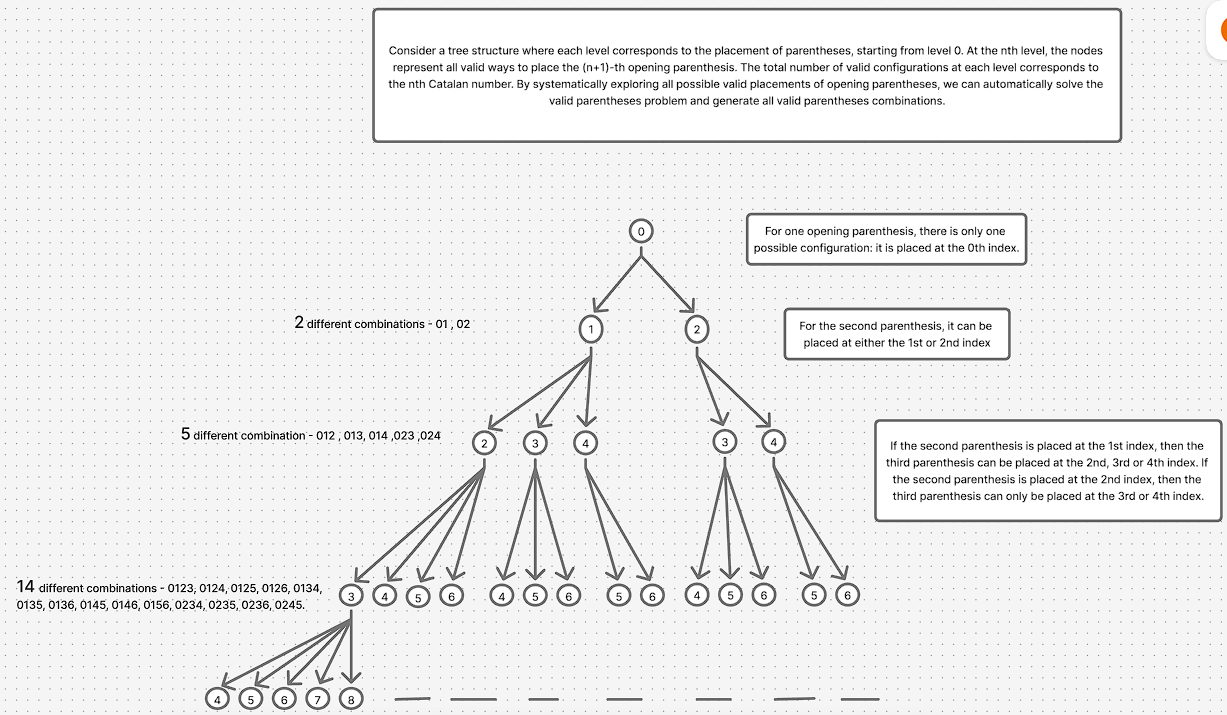 Consider a tree structure where each level corresponds to the placement of parentheses, starting from level 0. At the nth level, the nodes
represent all valid ways to place the (n+1)-th opening parenthesis. The total number of valid configurations at each level corresponds to
the nth Catalan number. By systematically exploring all possible valid placements of opening parentheses, we can automatically solve the
valid parentheses problem and generate all valid parentheses combinations.
0
For one opening parenthesis, there is only one
possible configuration: it is placed at the 0th index.
2 different combinations - 01 , 02
1 2
For the second parenthesis, it can be
placed at either the 1st or 2nd index
5 different combination - 012 , 013, 014 ,023 ,024
2 3 4 3 4
If the second parenthesis is placed at the 1st index, then the
third parenthesis can be placed at the 2nd, 3rd or 4th index. If
the second parenthesis is placed at the 2nd index, then the
third parenthesis can only be placed at the 3rd or 4th index.
14 different combinations - 0123, 0124, 0125, 0126, 0134,
0135, 0136, 0145, 0146, 0156, 0234, 0235, 0236, 0245.
3 4 5 6 4 5 6 5 6 4 5 6 5 6
4 5 6 7 8